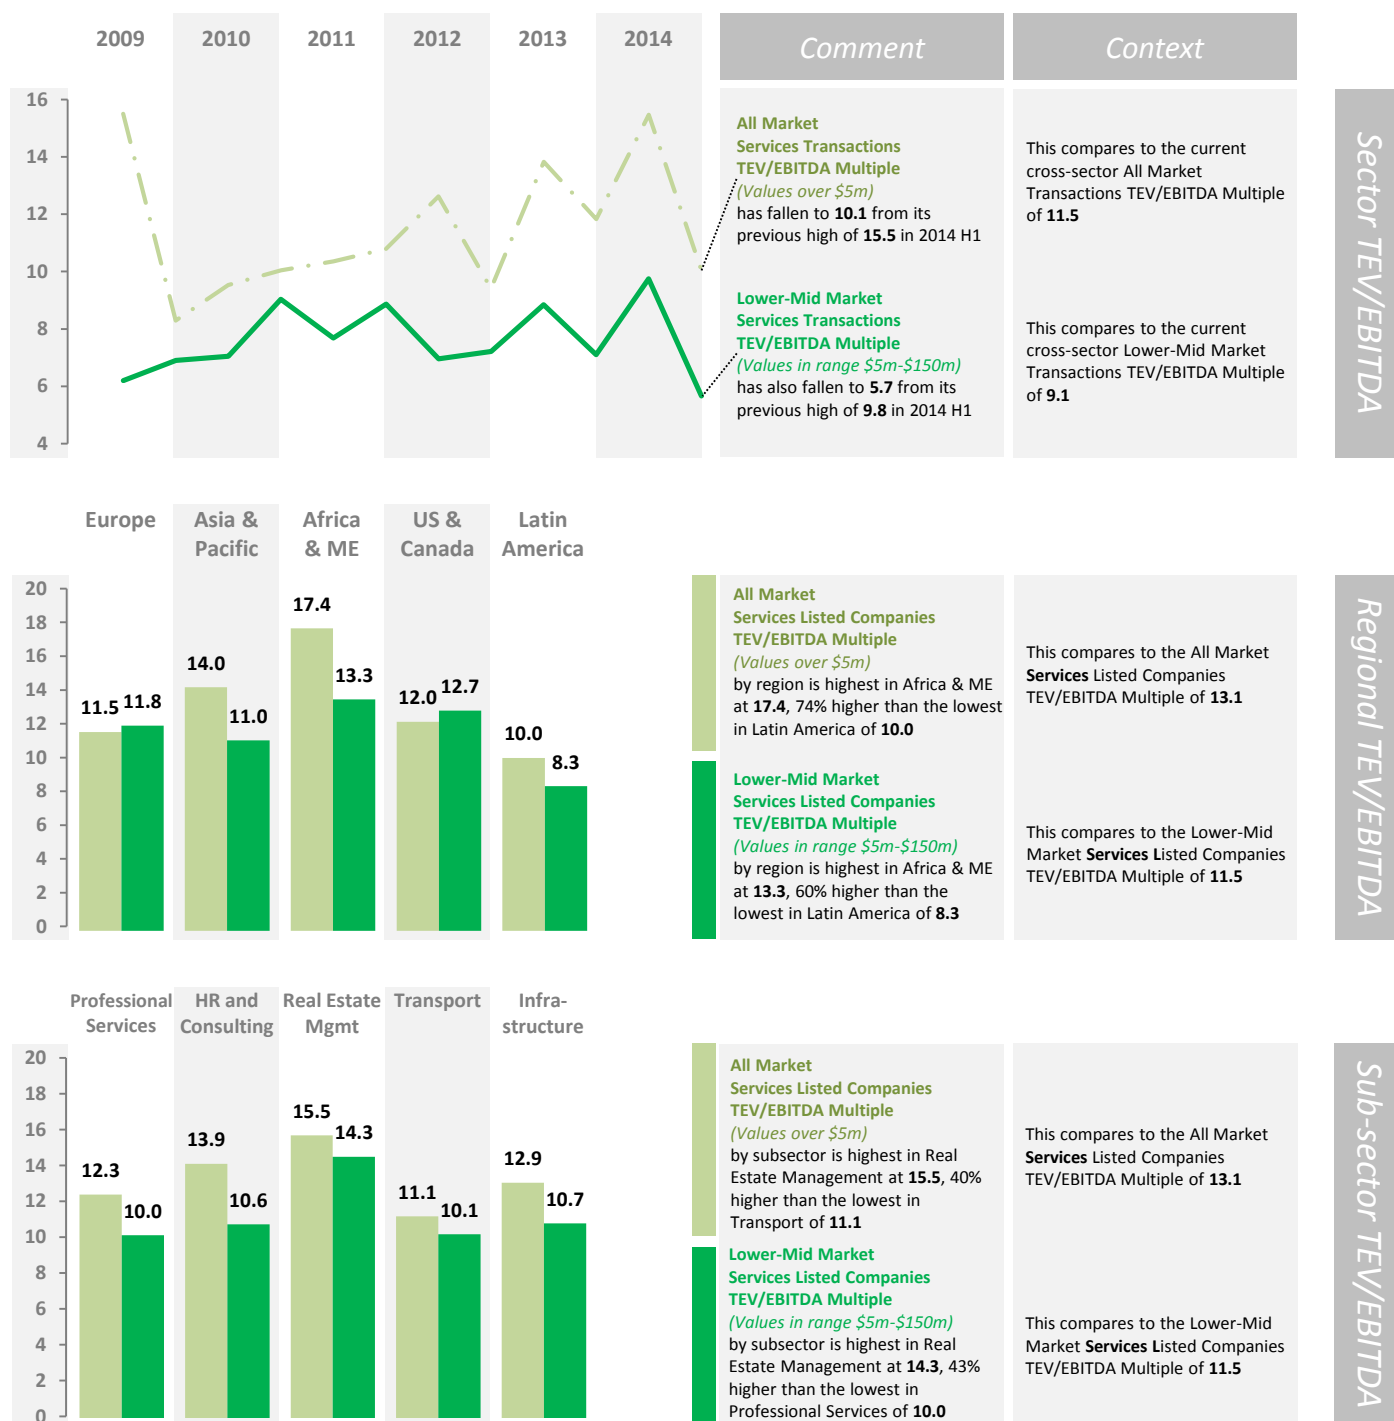 2009 2010 2011 2012 2013 2014
Comment Context
16
14
12
10
8
6
4
All Market
Services Transactions
TEV/EBITDA Multiple
(Values over $5m)
has fallen to 10.1 from its
previous high of 15.5 in 2014 H1
This compares to the current
cross-sector All Market
Transactions TEV/EBITDA Multiple
of 11.5
Lower-Mid Market
Services Transactions
TEV/EBITDA Multiple
(Values in range $5m-$150m)
has also fallen to 5.7 from its
previous high of 9.8 in 2014 H1
This compares to the current
cross-sector Lower-Mid Market
Transactions TEV/EBITDA Multiple
of 9.1
Sector TEV/EBITDA
Europe Asia & Africa US & Latin
Pacific & ME Canada America
20
18
16
14
12
10
8
6
4
2
0
11.5 11.8
14.0 11.0
17.4 13.3
12.0 12.7
10.0 8.3
All Market
Services Listed Companies
TEV/EBITDA Multiple
(Values over $5m)
by region is highest in Africa & ME
at 17.4, 74% higher than the lowest
in Latin America of 10.0
This compares to the All Market
Services Listed Companies
TEV/EBITDA Multiple of 13.1
Lower-Mid Market
Services Listed Companies
TEV/EBITDA Multiple
(Values in range $5m-$150m)
by region is highest in Africa & ME
at 13.3, 60% higher than the
lowest in Latin America of 8.3
This compares to the Lower-Mid
Market Services Listed Companies
TEV/EBITDA Multiple of 11.5
Regional TEV/EBITDA
Professional HR and Real Estate Transport Infra-
Services Consulting Mgmt structure
20
18
16
14
12
10
8
6
4
2
0
12.3 10.0
13.9 10.6
15.5 14.3
11.1 10.1
12.9 10.7
All Market
Services Listed Companies
TEV/EBITDA Multiple
(Values over $5m)
by subsector is highest in Real
Estate Management at 15.5, 40%
higher than the lowest in
Transport of 11.1
This compares to the All Market
Services Listed Companies
TEV/EBITDA Multiple of 13.1
Lower-Mid Market
Services Listed Companies
TEV/EBITDA Multiple
(Values in range $5m-$150m)
by subsector is highest in Real
Estate Management at 14.3, 43%
higher than the lowest in
Professional Services of 10.0
This compares to the Lower-Mid
Market Services Listed Companies
TEV/EBITDA Multiple of 11.5
Sub-sector TEV/EBITDA